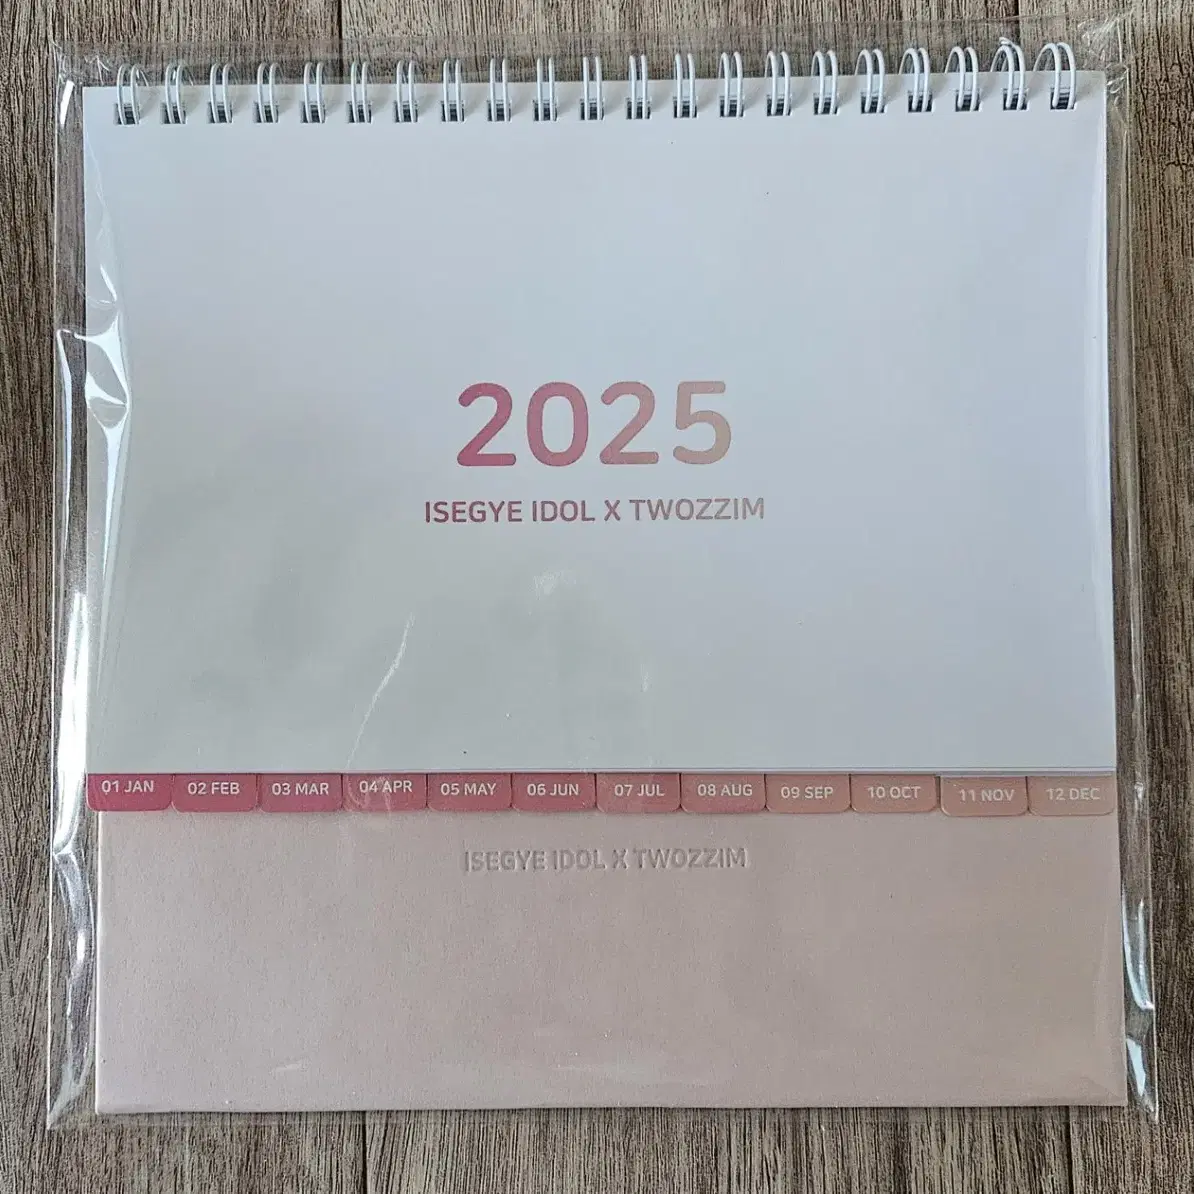 2025
ISEGYE IDOL X TWOZZIM
01 JAN 02 FEB 03 MAR 04 APR 05 MAY 06 JUN 07 JUL 08 AUG 09 SEP 10 OCT 11 NOV 12 DEC
ISEGYE IDOL X TWOZZIM